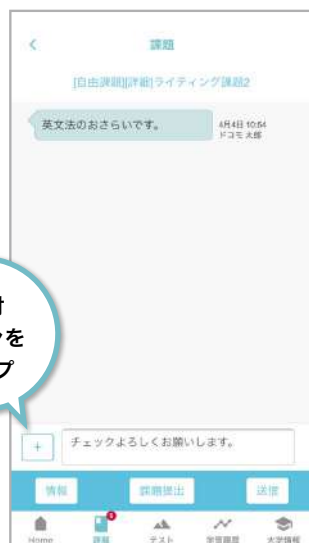 課題
[自由課題][詳細]ライティング課題2
英文法のおさらいです。
4月4日 10:54
ドコモ 太郎
を
プ
+
チェックよろしくお願いします。
情報
課題提出
送信
Home
課題
テスト
学習履歴
大学情報